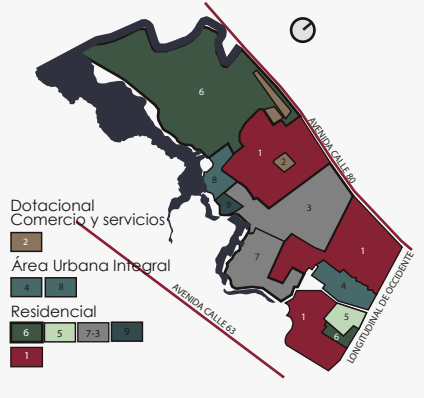 6
AVENIDA CALLE 80
1
2
8
9
3
1
7
4
1
5
6
LONGITUDINAL DE OCCIDENTE
AVENIDA CALLE 63
Dotacional
Comercio y servicios
2
Área Urbana Integral
4 8
Residencial
6 5 7-3 9
1